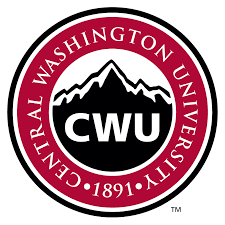 CENTRAL WASHINGTON UNIVERSITY
CWU
• 1891 •
TM